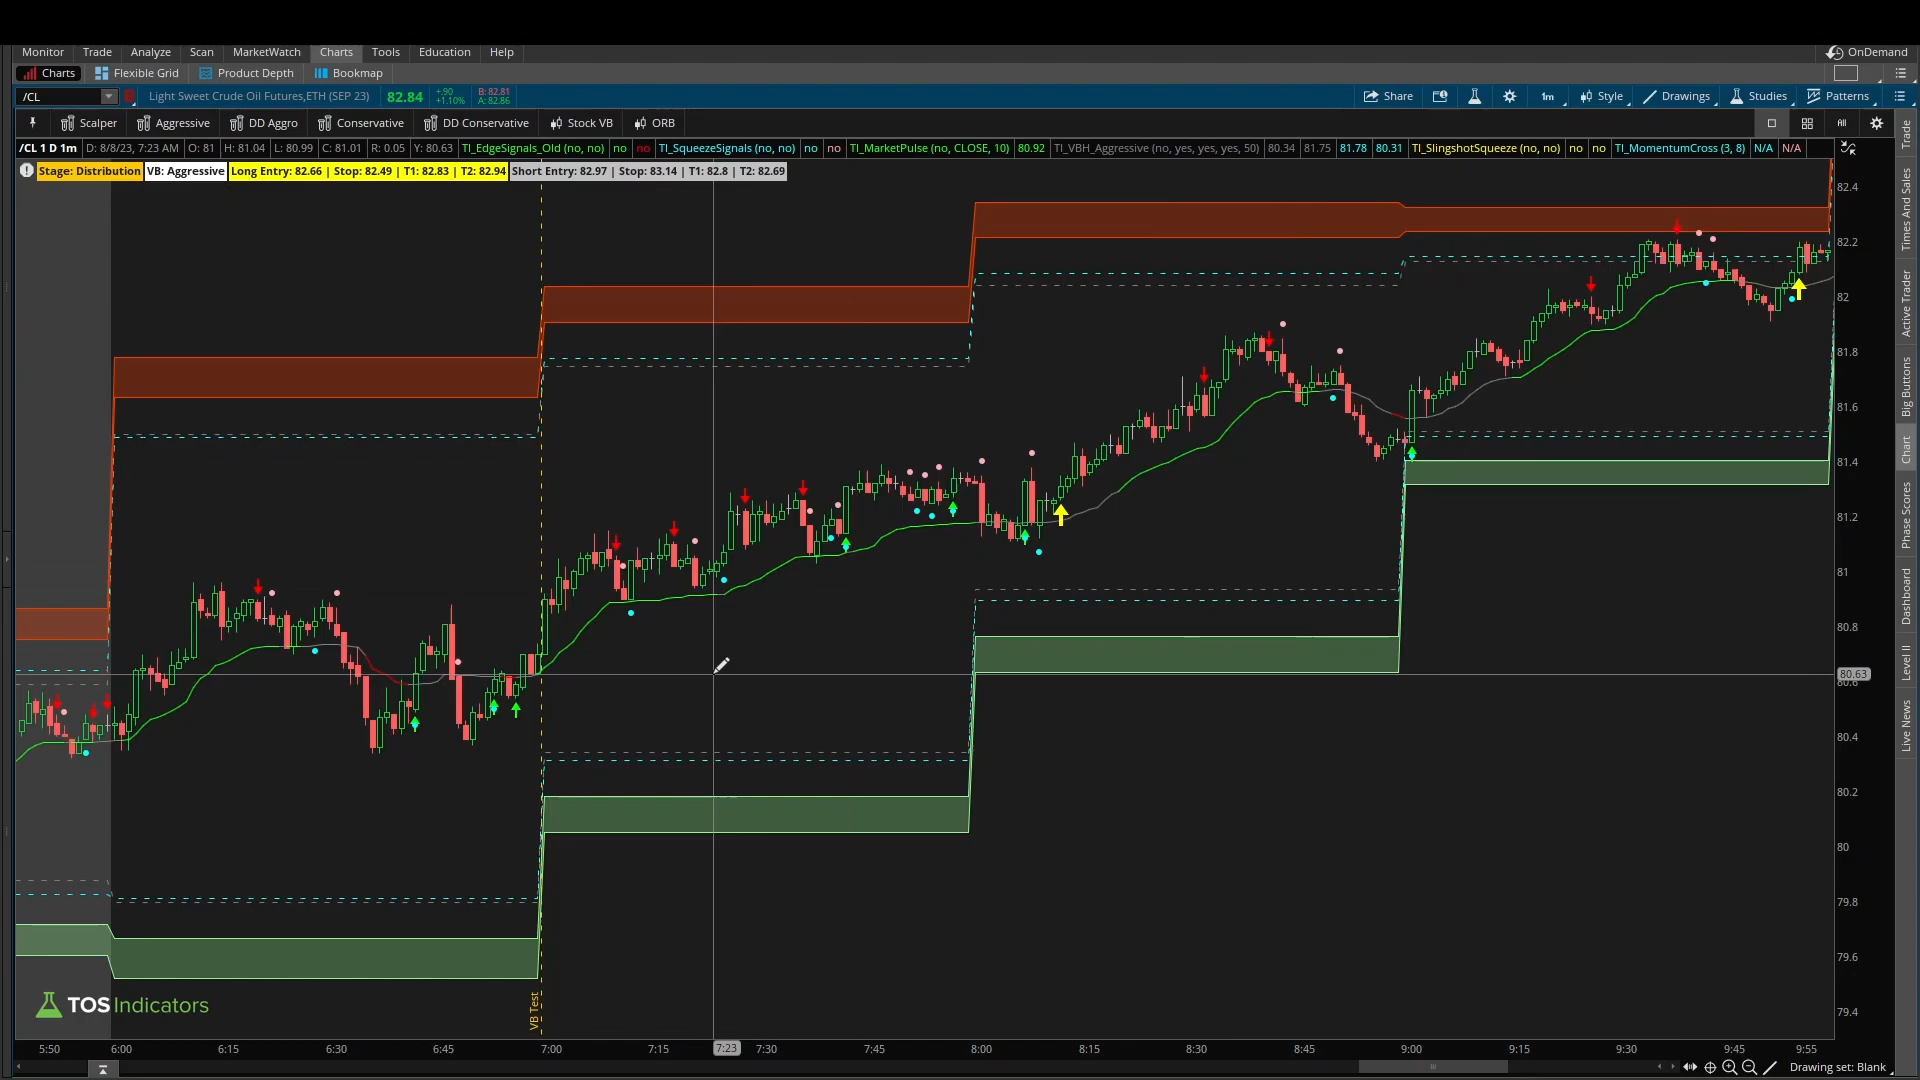 Monitor Trade Analyze Scan MarketWatch Charts Tools Education Help OnDemand
Charts Flexible Grid Product Depth Bookmap
/CL Light Sweet Crude Oil Futures,ETH (SEP 23) 82.84 +.90 +1.10% B: 82.81 A: 82.86 Share 1m Style Drawings Studies Patterns
Scalper Aggressive DD Aggro Conservative DD Conservative Stock VB ORB All
/CL 1 D 1m D: 8/8/23, 7:23 AM O: 81 H: 81.04 L: 80.99 C: 81.01 R: 0.05 Y: 80.63 TI_EdgeSignals_Old (no, no) no no TI_SqueezeSignals (no, no) no no TI_MarketPulse (no, CLOSE, 10) 80.92 TI_VBH_Aggressive (no, yes, yes, yes, 50) 80.34 81.75 81.78 80.31 TI_SlingshotSqueeze (no, no) no no TI_MomentumCross (3, 8) N/A N/A
Stage: Distribution VB: Aggressive Long Entry: 82.66 | Stop: 82.49 | T1: 82.83 | T2: 82.94 Short Entry: 82.97 | Stop: 83.14 | T1: 82.8 | T2: 82.69
82.4
82.2
82
81.8
81.6
81.4
81.2
81
80.8
80.63
80.6
80.4
80.2
80
79.8
79.6
79.4
Trade
Times And Sales
Active Trader
Big Buttons
Chart
Phase Scores
Dashboard
Level II
Live News
VB Test
TOS Indicators
5:50 6:00 6:15 6:30 6:45 7:00 7:15 7:23 7:30 7:45 8:00 8:15 8:30 8:45 9:00 9:15 9:30 9:45 9:55
Drawing set: Blank